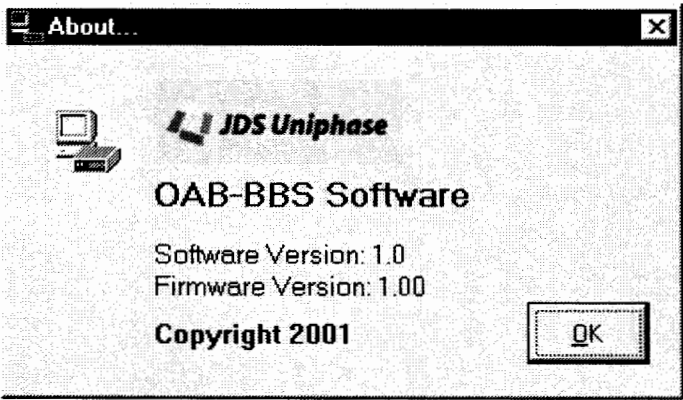 About...
JDS Uniphase
OAB-BBS Software
Software Version: 1.0
Firmware Version: 1.00
Copyright 2001
OK